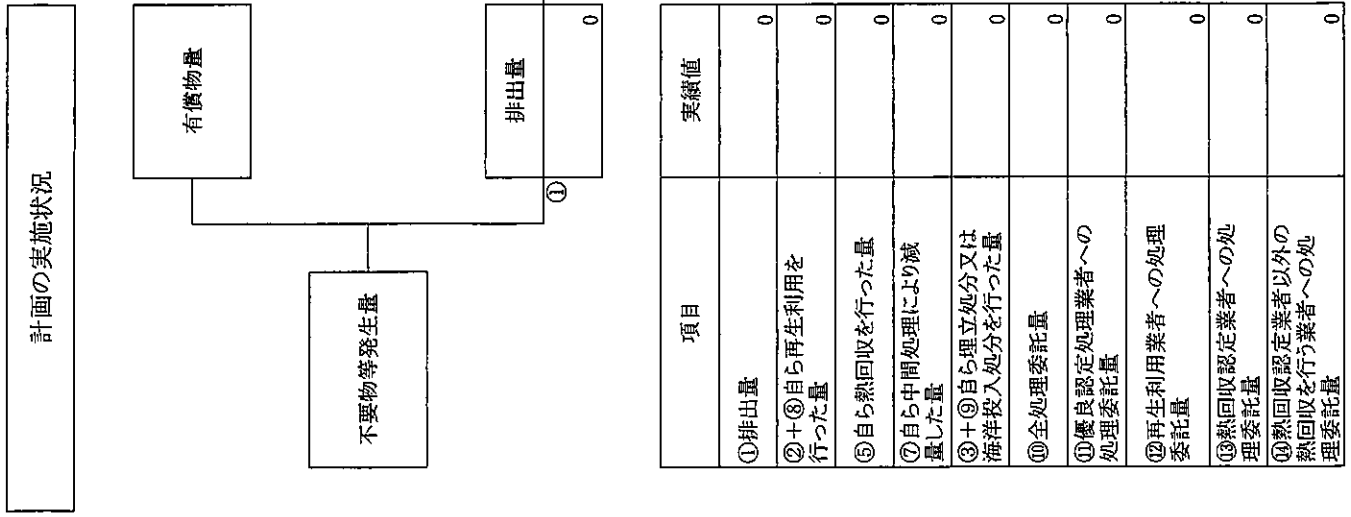 計画の実施状況
有償物量
不要物等発生量
排出量
①
0
項目
実績値
①排出量
0
②+⑧自ら再生利用を
行った量
0
⑤自ら熱回収を行った量
0
⑦自ら中間処理により減
量した量
0
③+⑨自ら埋立処分又は
海洋投入処分を行った量
0
⑩全処理委託量
0
⑪優良認定処理業者への
処理委託量
0
⑫再生利用業者への処理
委託量
0
⑬熱回収認定業者への処
理委託量
0
⑭熱回収認定業者以外の
熱回収を行う業者への処
理委託量
0